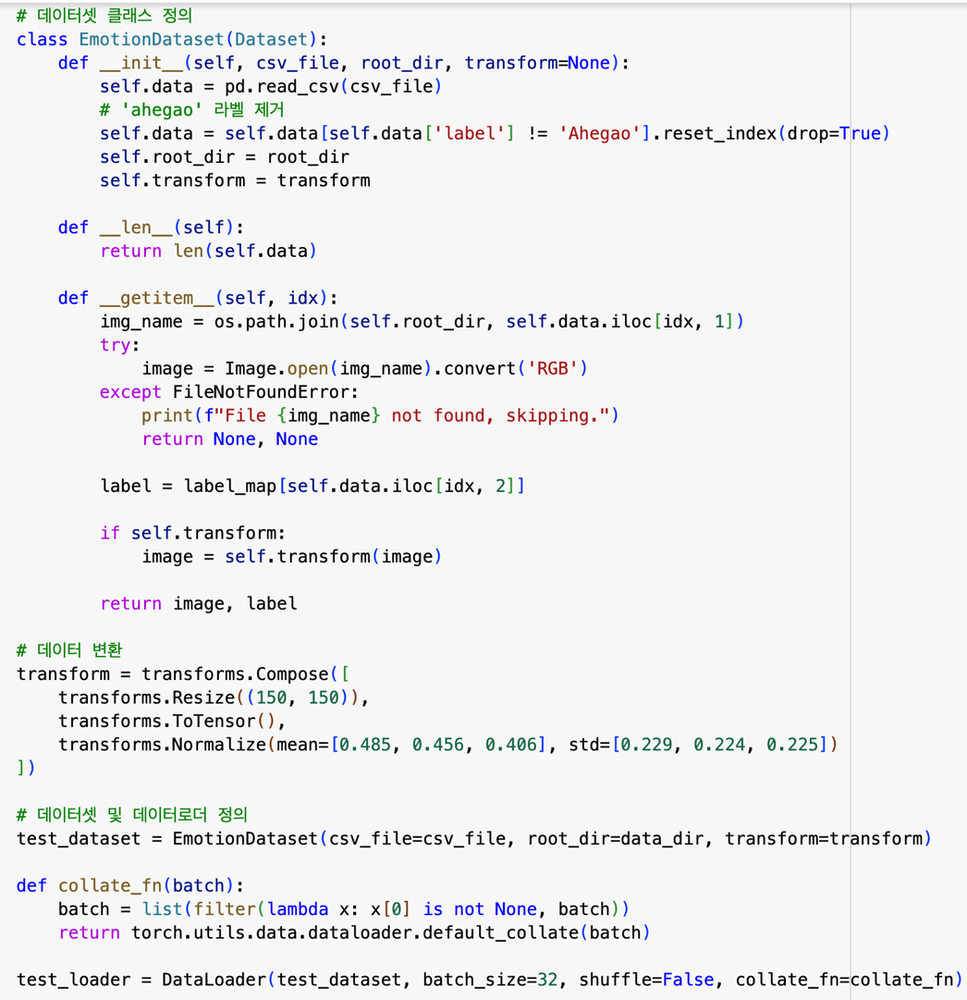 # 데이터셋 클래스 정의
class EmotionDataset(Dataset):
    def __init__(self, csv_file, root_dir, transform=None):
        self.data = pd.read_csv(csv_file)
        # 'ahegao' 라벨 제거
        self.data = self.data[self.data['label'] != 'Ahegao'].reset_index(drop=True)
        self.root_dir = root_dir
        self.transform = transform

    def __len__(self):
        return len(self.data)

    def __getitem__(self, idx):
        img_name = os.path.join(self.root_dir, self.data.iloc[idx, 1])
        try:
            image = Image.open(img_name).convert('RGB')
        except FileNotFoundError:
            print(f"File {img_name} not found, skipping.")
            return None, None

        label = label_map[self.data.iloc[idx, 2]]

        if self.transform:
            image = self.transform(image)

        return image, label

# 데이터 변환
transform = transforms.Compose([
    transforms.Resize((150, 150)),
    transforms.ToTensor(),
    transforms.Normalize(mean=[0.485, 0.456, 0.406], std=[0.229, 0.224, 0.225])
])

# 데이터셋 및 데이터로더 정의
test_dataset = EmotionDataset(csv_file=csv_file, root_dir=data_dir, transform=transform)

def collate_fn(batch):
    batch = list(filter(lambda x: x[0] is not None, batch))
    return torch.utils.data.dataloader.default_collate(batch)

test_loader = DataLoader(test_dataset, batch_size=32, shuffle=False, collate_fn=collate_fn)